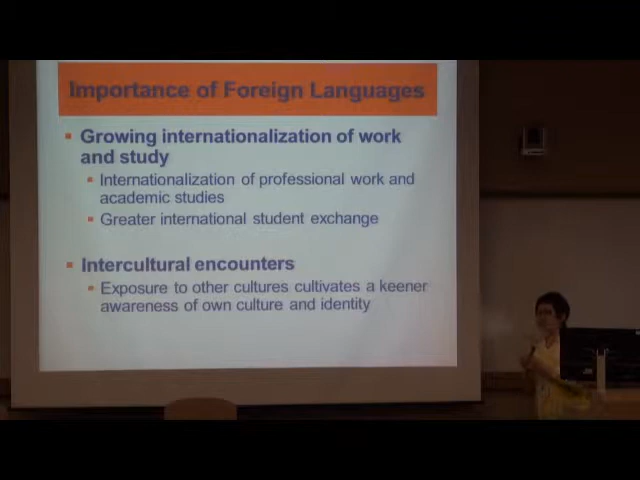 Importance of Foreign Languages
Growing internationalization of work
and study
Internationalization of professional work and
academic studies
Greater international student exchange
Intercultural encounters
Exposure to other cultures cultivates a keener
awareness of own culture and identity